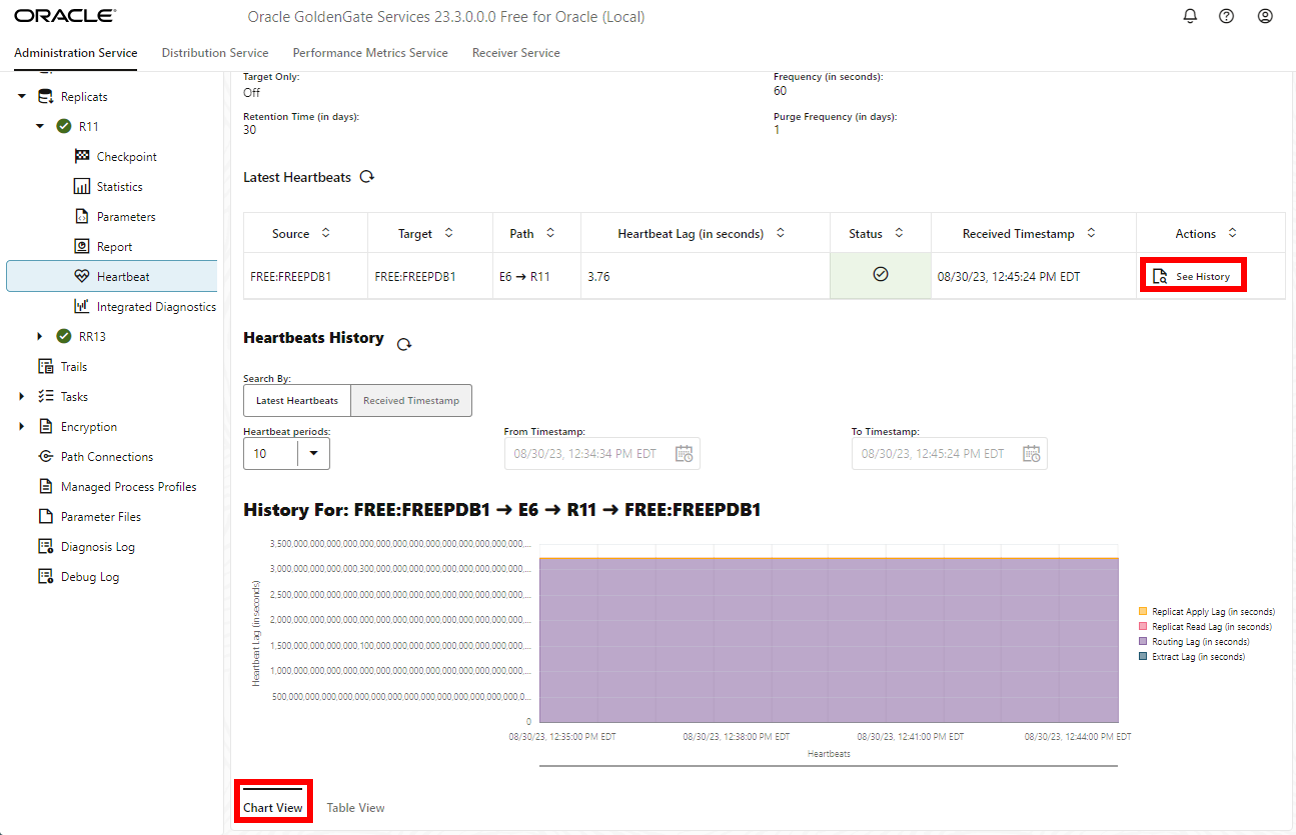 ORACLE
Oracle GoldenGate Services 23.3.0.0.0 Free for Oracle (Local)
Administration Service Distribution Service Performance Metrics Service Receiver Service
Replicats
R11
Checkpoint
Statistics
Parameters
Report
Heartbeat
Integrated Diagnostics
RR13
Trails
Tasks
Encryption
Path Connections
Managed Process Profiles
Parameter Files
Diagnosis Log
Debug Log
Target Only:
Off
Frequency (in seconds):
60
Retention Time (in days):
30
Purge Frequency (in days):
1
Latest Heartbeats
Source Target Path Heartbeat Lag (in seconds) Status Received Timestamp Actions
FREE:FREEPDB1 FREE:FREEPDB1 E6 → R11 3.76 08/30/23, 12:45:24 PM EDT See History
Heartbeats History
Search By:
Latest Heartbeats Received Timestamp
Heartbeat periods: From Timestamp: To Timestamp:
10 08/30/23, 12:34:34 PM EDT 08/30/23, 12:45:24 PM EDT
History For: FREE:FREEPDB1 → E6 → R11 → FREE:FREEPDB1
Heartbeat Lag (in seconds)
3,500,000,000,000,000,000,000,000,000,000,000,000,000,000,000,...
3,000,000,000,000,300,000,000,000,000,000,000,000,000,000,000,...
2,500,000,000,000,000,000,000,000,000,000,000,000,000,000,000,...
2,000,000,000,000,000,000,000,000,000,000,000,000,000,000,000,...
1,500,000,000,000,100,000,000,000,000,000,000,000,000,000,000,...
1,000,000,000,000,000,000,000,000,000,000,000,000,000,000,000,...
500,000,000,000,000,000,000,000,000,000,000,000,000,000,000,0...
0
08/30/23, 12:35:00 PM EDT 08/30/23, 12:38:00 PM EDT 08/30/23, 12:41:00 PM EDT 08/30/23, 12:44:00 PM EDT
Heartbeats
Replicat Apply Lag (in seconds)
Replicat Read Lag (in seconds)
Routing Lag (in seconds)
Extract Lag (in seconds)
Chart View Table View